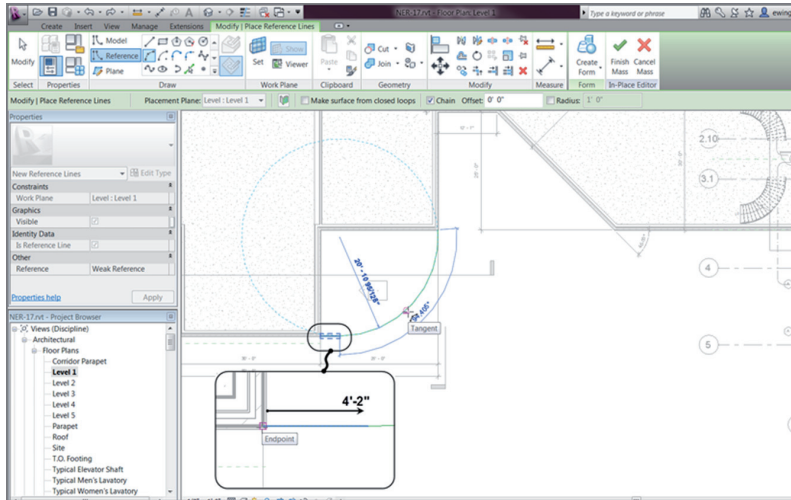 NER-17.rvt - Floor Plan: Level 1
Type a keyword or phrase
ewing
Create Insert View Manage Extensions Modify | Place Reference Lines
Modify
Model
Reference
Plane
Set
Show
Viewer
Paste
Cut
Join
Create
Form
Finish
Mass
Cancel
Mass
Select Properties Draw Work Plane Clipboard Geometry Modify Measure Form In-Place Editor
Modify | Place Reference Lines Placement Plane: Level : Level 1 Make surface from closed loops Chain Offset: 0' 0" Radius: 1' 0"
Properties
New Reference Lines Edit Type
Constraints
Work Plane Level : Level 1
Graphics
Visible
Identity Data
Is Reference Line
Other
Reference Weak Reference
Properties help Apply
NER-17.rvt - Project Browser
Views (Discipline)
Architectural
Floor Plans
Corridor Parapet
Level 1
Level 2
Level 3
Level 4
Level 5
Parapet
Roof
Site
T.O. Footing
Typical Elevator Shaft
Typical Men's Lavatory
Typical Women's Lavatory
2.10
3.1
4
5
Tangent
4'-2"
Endpoint